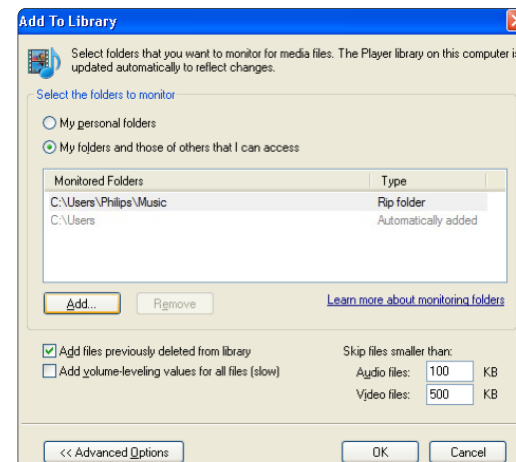 Add To Library
Select folders that you want to monitor for media files. The Player library on this computer is
updated automatically to reflect changes.
Select the folders to monitor
My personal folders
My folders and those of others that I can access
Monitored Folders Type
C:\Users\Philips\Music Rip folder
C:\Users Automatically added
Add... Remove Learn more about monitoring folders
Add files previously deleted from library Skip files smaller than:
Add volume-leveling values for all files (slow) Audio files: 100 KB
Video files: 500 KB
<< Advanced Options OK Cancel